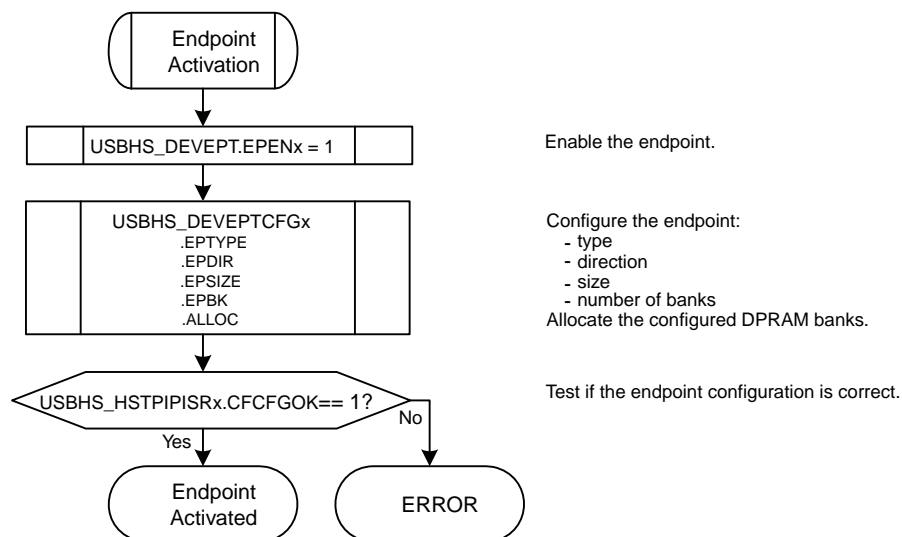 Endpoint
Activation
USBHS_DEVEPT.EPENx = 1
Enable the endpoint.
USBHS_DEVEPTCFGx
.EPTYPE
.EPDIR
.EPSIZE
.EPBK
.ALLOC
Configure the endpoint:
- type
- direction
- size
- number of banks
Allocate the configured DPRAM banks.
USBHS_HSTPIPISRx.CFCFGOK== 1?
Test if the endpoint configuration is correct.
Yes
No
Endpoint
Activated
ERROR